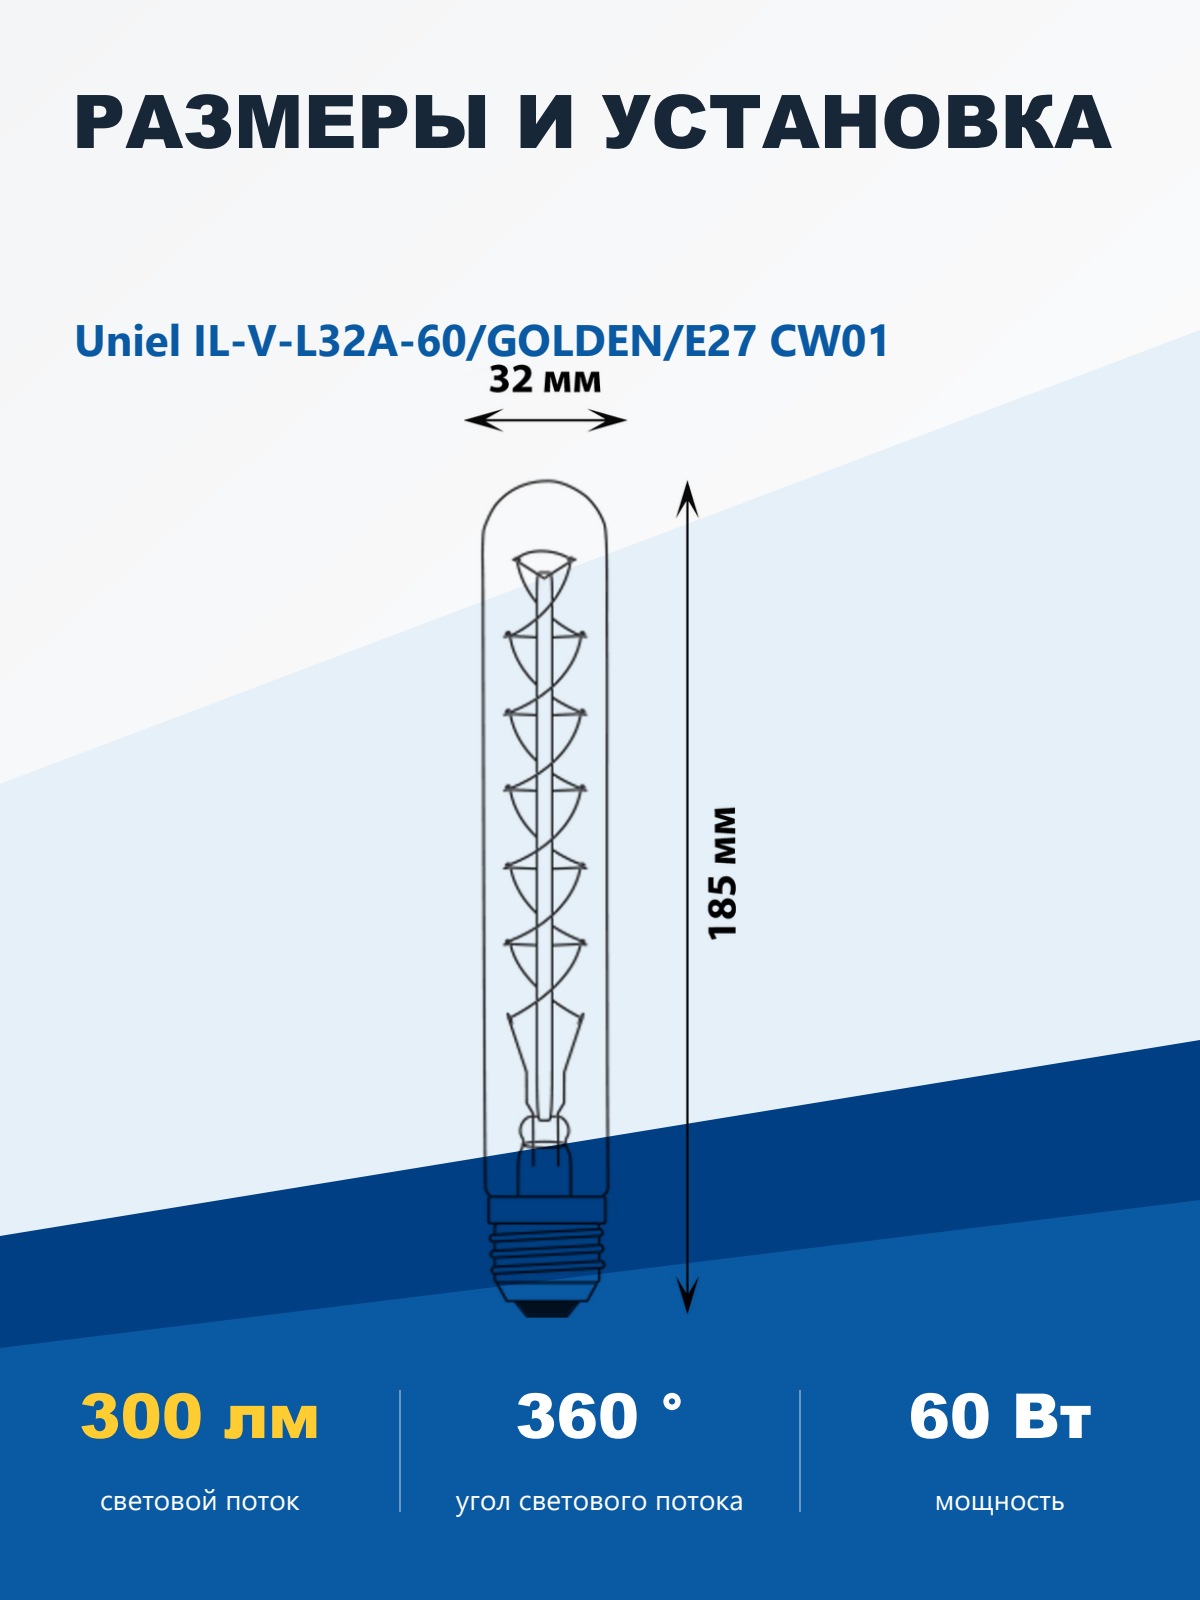 РАЗМЕРЫ И УСТАНОВКА
Uniel IL-V-L32A-60/GOLDEN/E27 CW01
32 мм
185 мм
300 лм
световой поток
360 °
угол светового потока
60 Вт
мощность